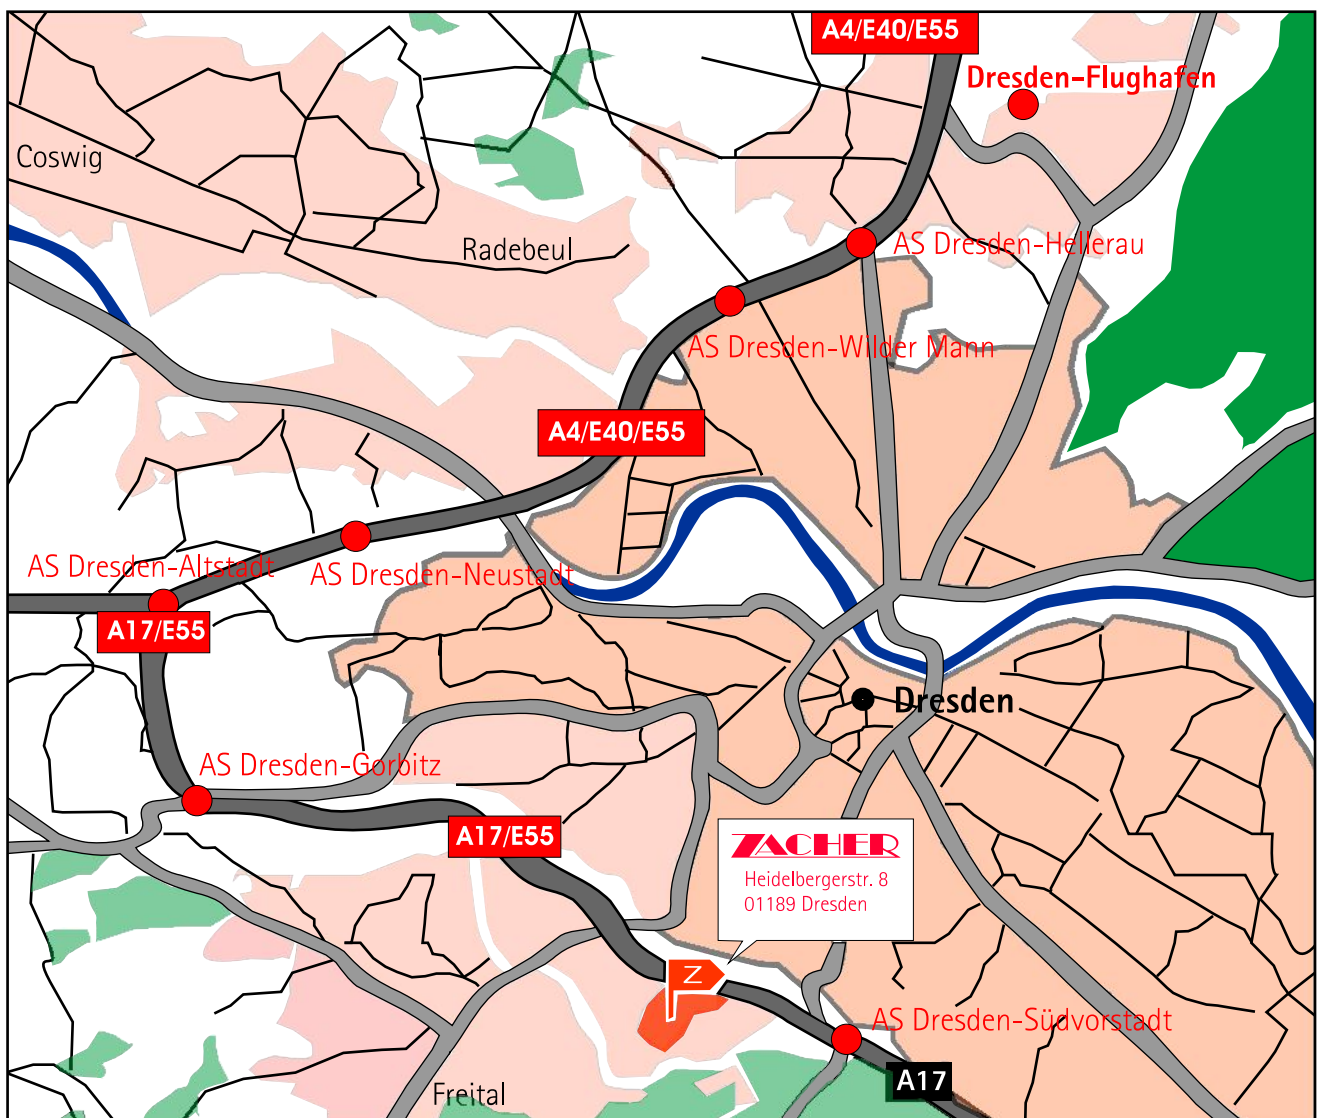 A4/E40/E55
Dresden-Flughafen
Coswig
Radebeul
AS Dresden-Hellerau
AS Dresden-Wilder Mann
A4/E40/E55
AS Dresden-Altstadt
AS Dresden-Neustadt
A17/E55
Dresden
AS Dresden-Gorbitz
A17/E55
ZACHER
Heidelbergerstr. 8
01189 Dresden
Z
AS Dresden-Südvorstadt
A17
Freital